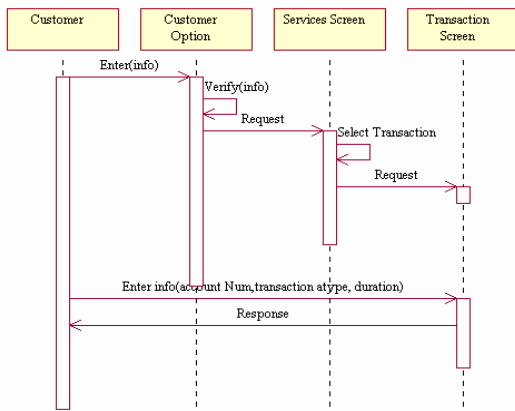 Customer
Customer
Option
Services Screen
Transaction
Screen
Enter(info)
Verify(info)
Request
Select Transaction
Request
Enter info(account Num,transaction atype, duration)
Response